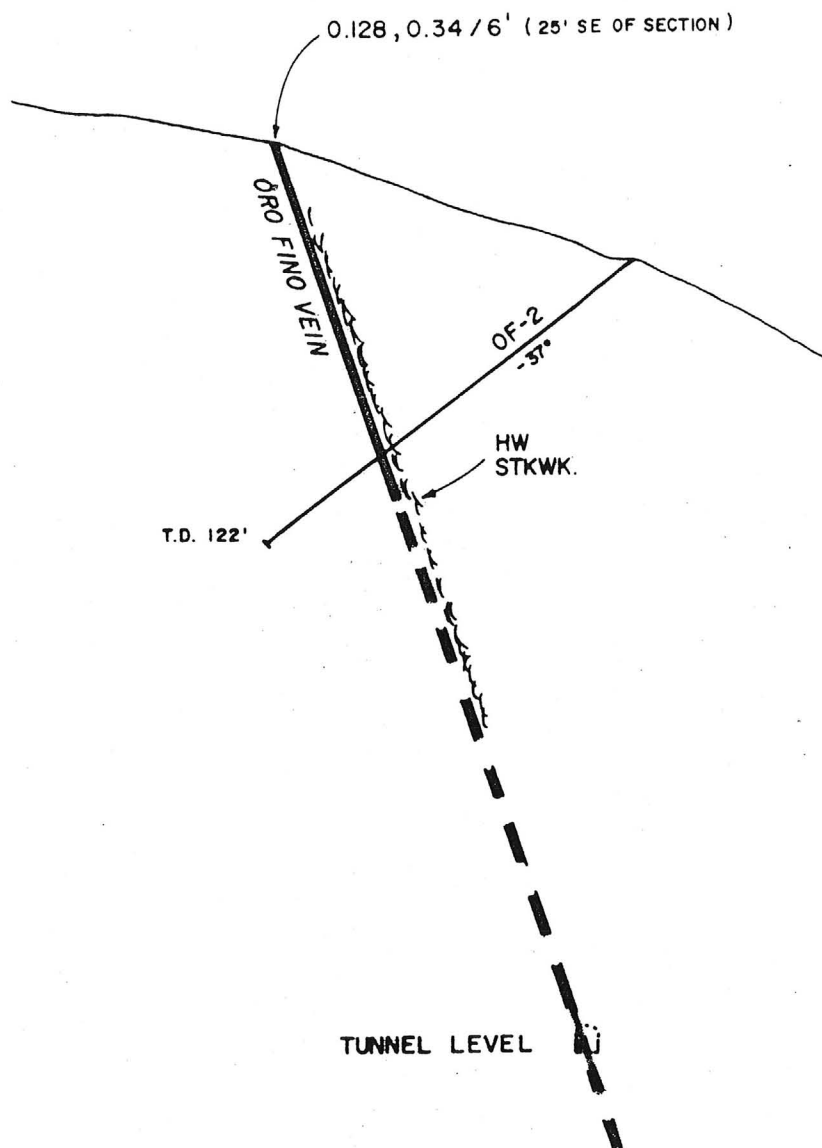 0.128, 0.34 / 6' (25' SE OF SECTION)
ORO FINO VEIN
OF-2
-37°
HW
STKWK.
T.D. 122'
TUNNEL LEVEL